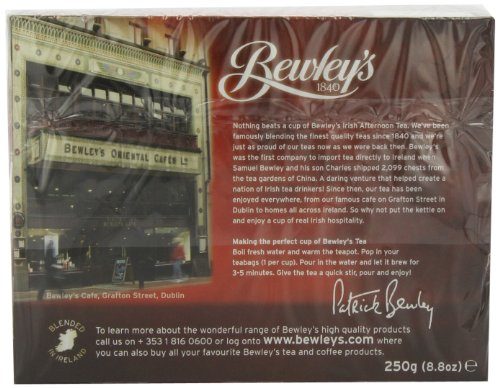 Bewley's
1840
BEWLEY'S ORIENTAL CAFÉS LD
Nothing beats a cup of Bewley's Irish Afternoon Tea. We've been
famously blending the finest quality teas since 1840 and we're
just as proud of our teas now as we were back then. Bewley's
was the first company to import tea directly to Ireland when
Samuel Bewley and his son Charles shipped 2,099 chests from
the tea gardens of China. A daring venture that helped create a
nation of Irish tea drinkers! Since then, our tea has been
enjoyed everywhere, from our famous cafe on Grafton Street in
Dublin to homes all across Ireland. So why not put the kettle on
and enjoy a cup of real Irish hospitality.
Making the perfect cup of Bewley's Tea
Boil fresh water and warm the teapot. Pop in your
teabags (1 per cup). Pour in the water and let it brew for
3-5 minutes. Give the tea a quick stir, pour and enjoy!
Bewley's Cafe, Grafton Street, Dublin
Patrick Bewley
BLENDED
IN IRELAND
To learn more about the wonderful range of Bewley's high quality products
call us on + 353 1 816 0600 or log onto www.bewleys.com where
you can also buy all your favourite Bewley's tea and coffee products.
250g (8.8oz) ℮